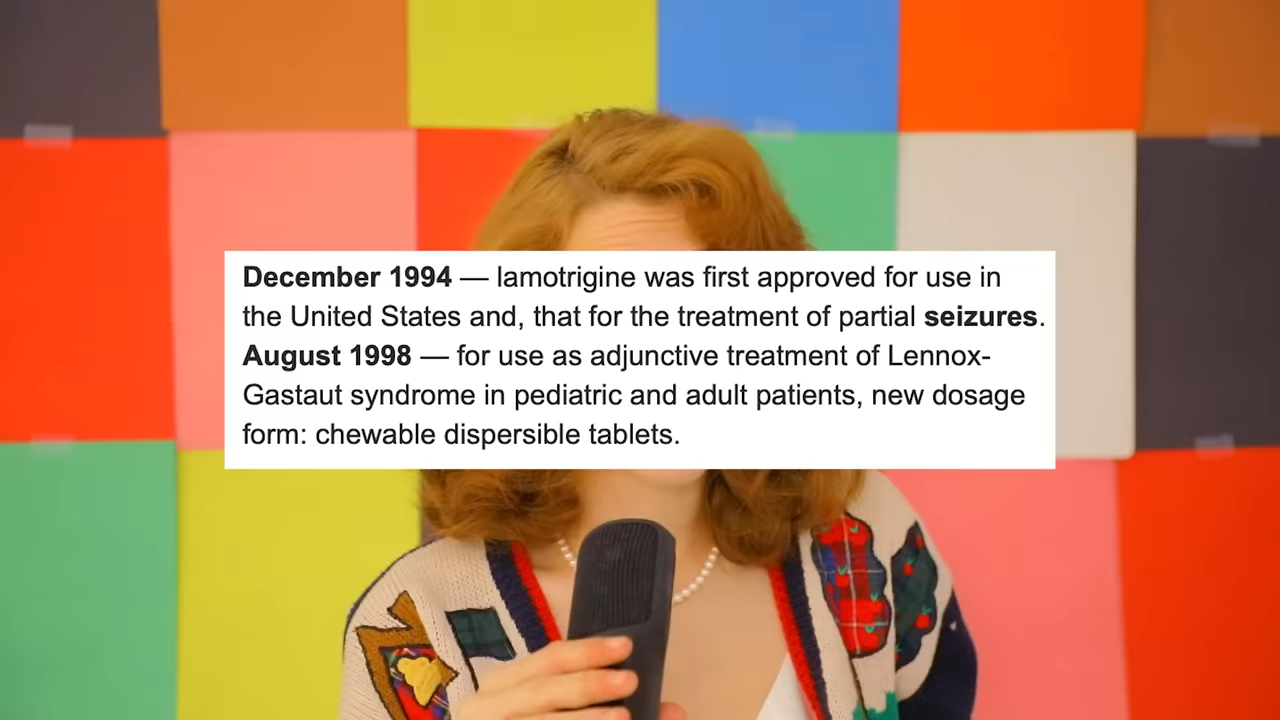 December 1994 — lamotrigine was first approved for use in
the United States and, that for the treatment of partial seizures.
August 1998 — for use as adjunctive treatment of Lennox-
Gastaut syndrome in pediatric and adult patients, new dosage
form: chewable dispersible tablets.